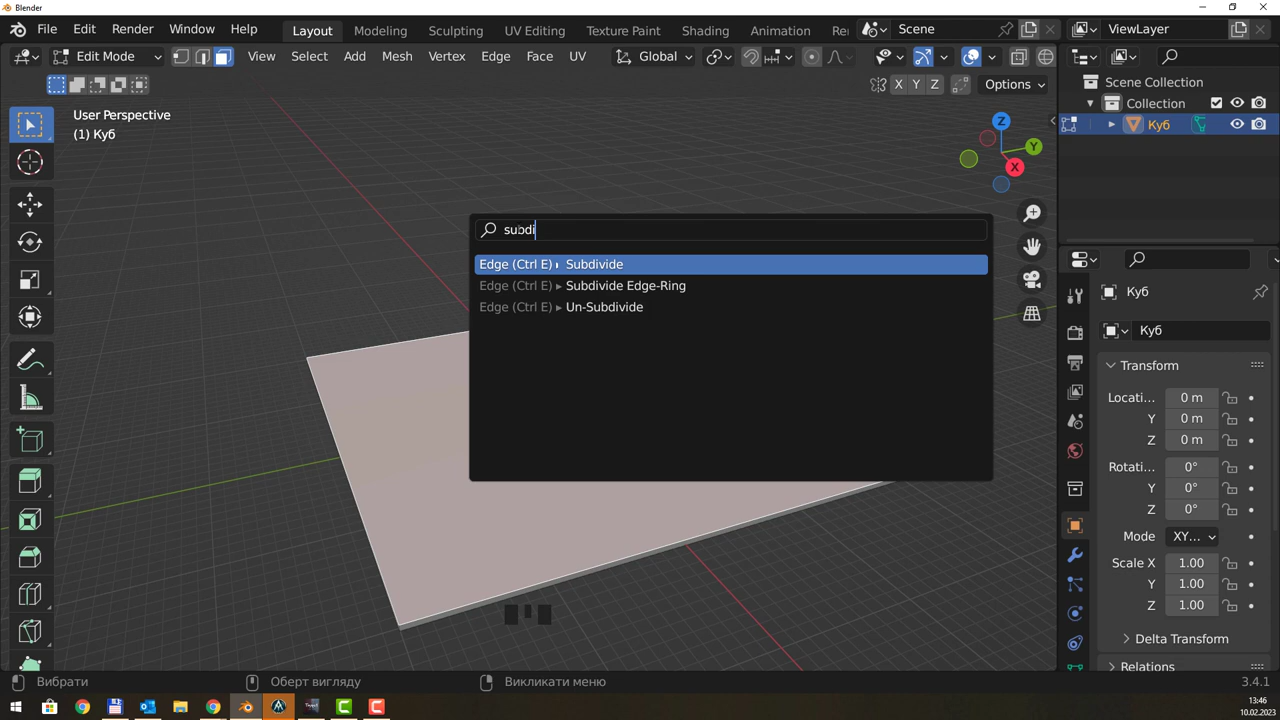 Blender
File Edit Render Window Help Layout Modeling Sculpting UV Editing Texture Paint Shading Animation Re Scene ViewLayer
Edit Mode View Select Add Mesh Vertex Edge Face UV Global
X Y Z Options
User Perspective
(1) Куб
Z
Y
X
Scene Collection
Collection
Куб
subdi
Edge (Ctrl E) Subdivide
Edge (Ctrl E) ▸ Subdivide Edge-Ring
Edge (Ctrl E) ▸ Un-Subdivide
Куб
Куб
Transform
Locati... 0 m
Y 0 m
Z 0 m
Rotati... 0°
Y 0°
Z 0°
Mode XY...
Scale X 1.00
Y 1.00
Z 1.00
Delta Transform
Relations
Вибрати Оберт вигляду Викликати меню 3.4.1
13:46
10.02.2023